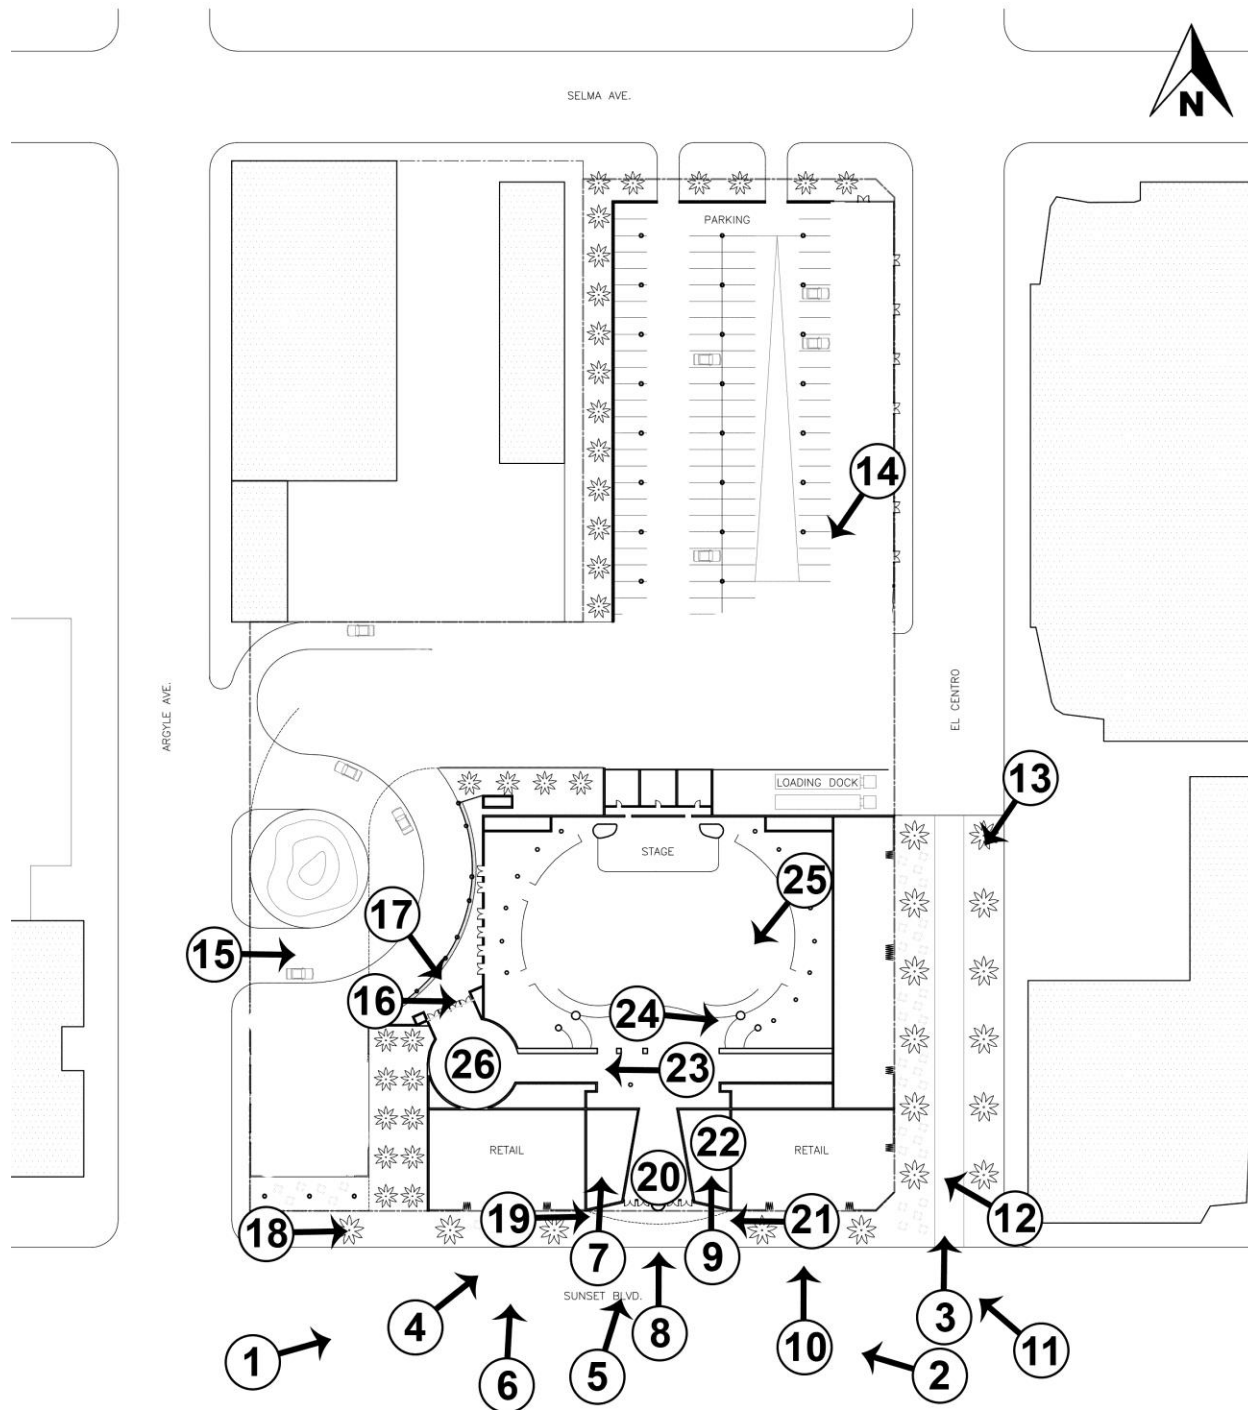 SELMA AVE.
N
PARKING
14
ARGYLE AVE.
EL CENTRO
13
LOADING DOCK
STAGE
25
17
15
16
24
26
23
22
RETAIL
RETAIL
20
18
19
21
12
7
9
SUNSET BLVD.
4
8
3
1
10
11
6
5
2